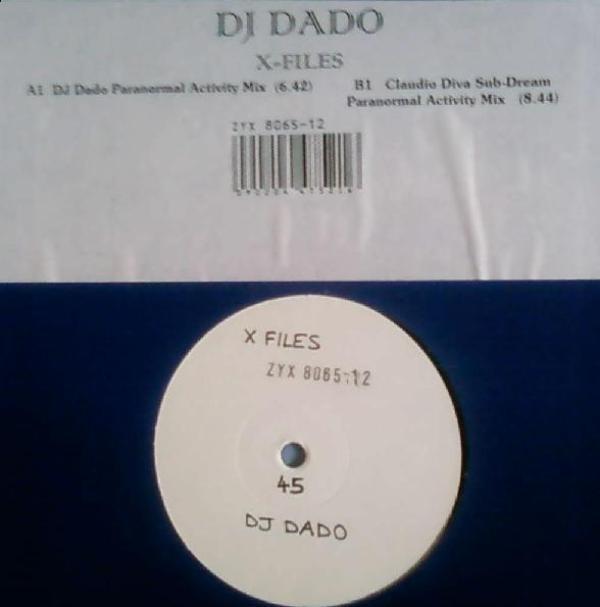 DJ DADO
X-FILES
A1 DJ Dado Paranormal Activity Mix (6.42)
B1 Claudio Diva Sub-Dream
Paranormal Activity Mix (8.44)
ZYX 8065-12
X FILES
ZYX 8065-12
45
DJ DADO